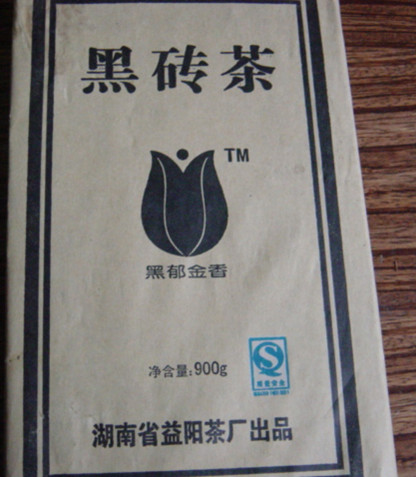 黑砖茶
TM
黑郁金香
净含量:900g
湖南省益阳茶厂出品